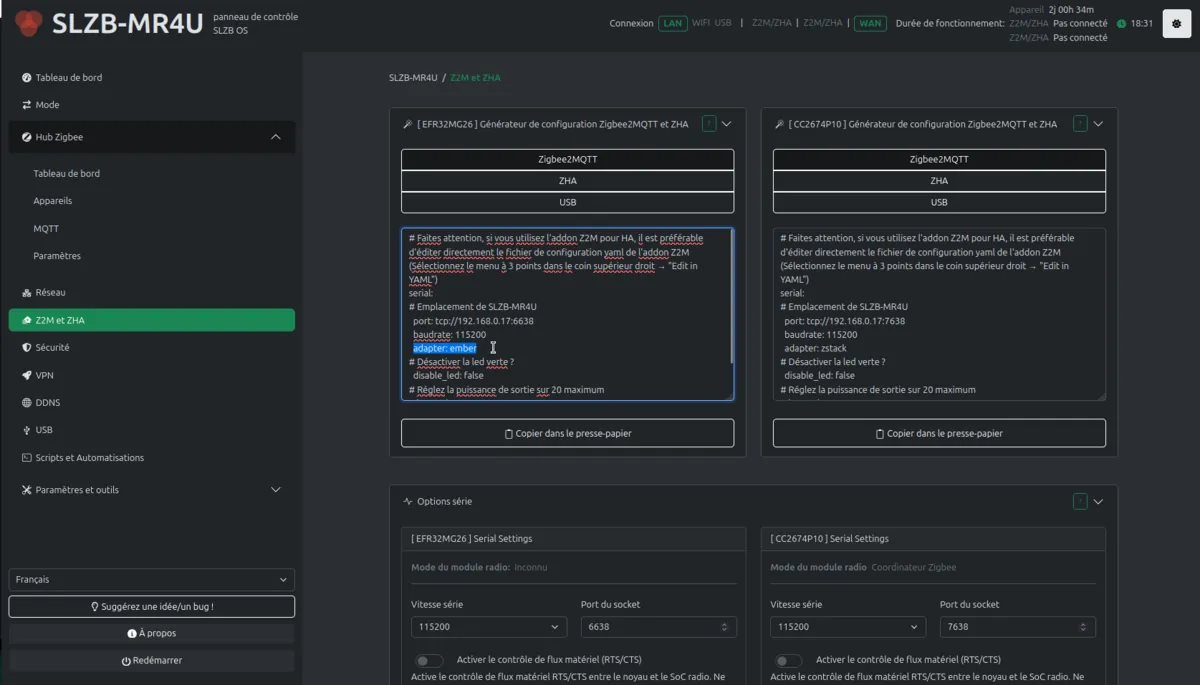 SLZB-MR4U
panneau de contrôle
SLZB OS
Connexion LAN WIFI USB | Z2M/ZHA | Z2M/ZHA | WAN Durée de fonctionnement:
Appareil 2j 00h 34m
Z2M/ZHA Pas connecté
Z2M/ZHA Pas connecté
18:31
Tableau de bord
Mode
Hub Zigbee
Tableau de bord
Appareils
MQTT
Paramètres
Réseau
Z2M et ZHA
Sécurité
VPN
DDNS
USB
Scripts et Automatisations
Paramètres et outils
Français
Suggérez une idée/un bug !
À propos
Redémarrer
SLZB-MR4U / Z2M et ZHA
[ EFR32MG26 ] Générateur de configuration Zigbee2MQTT et ZHA
Zigbee2MQTT
ZHA
USB
# Faites attention, si vous utilisez l'addon Z2M pour HA, il est préférable
d'éditer directement le fichier de configuration yaml de l'addon Z2M
(Sélectionnez le menu à 3 points dans le coin supérieur droit → "Edit in
YAML")
serial:
# Emplacement de SLZB-MR4U
port: tcp://192.168.0.17:6638
baudrate: 115200
adapter: ember
# Désactiver la led verte ?
disable_led: false
# Réglez la puissance de sortie sur 20 maximum
Copier dans le presse-papier
[ CC2674P10 ] Générateur de configuration Zigbee2MQTT et ZHA
Zigbee2MQTT
ZHA
USB
# Faites attention, si vous utilisez l'addon Z2M pour HA, il est préférable
d'éditer directement le fichier de configuration yaml de l'addon Z2M
(Sélectionnez le menu à 3 points dans le coin supérieur droit → "Edit in
YAML")
serial:
# Emplacement de SLZB-MR4U
port: tcp://192.168.0.17:7638
baudrate: 115200
adapter: zstack
# Désactiver la led verte ?
disable_led: false
# Réglez la puissance de sortie sur 20 maximum
Copier dans le presse-papier
Options série
[ EFR32MG26 ] Serial Settings
Mode du module radio: Inconnu
Vitesse série
Port du socket
115200
6638
Activer le contrôle de flux matériel (RTS/CTS)
Active le contrôle de flux matériel RTS/CTS entre le noyau et le SoC radio. Ne
[ CC2674P10 ] Serial Settings
Mode du module radio Coordinateur Zigbee
Vitesse série
Port du socket
115200
7638
Activer le contrôle de flux matériel (RTS/CTS)
Active le contrôle de flux matériel RTS/CTS entre le noyau et le SoC radio. Ne